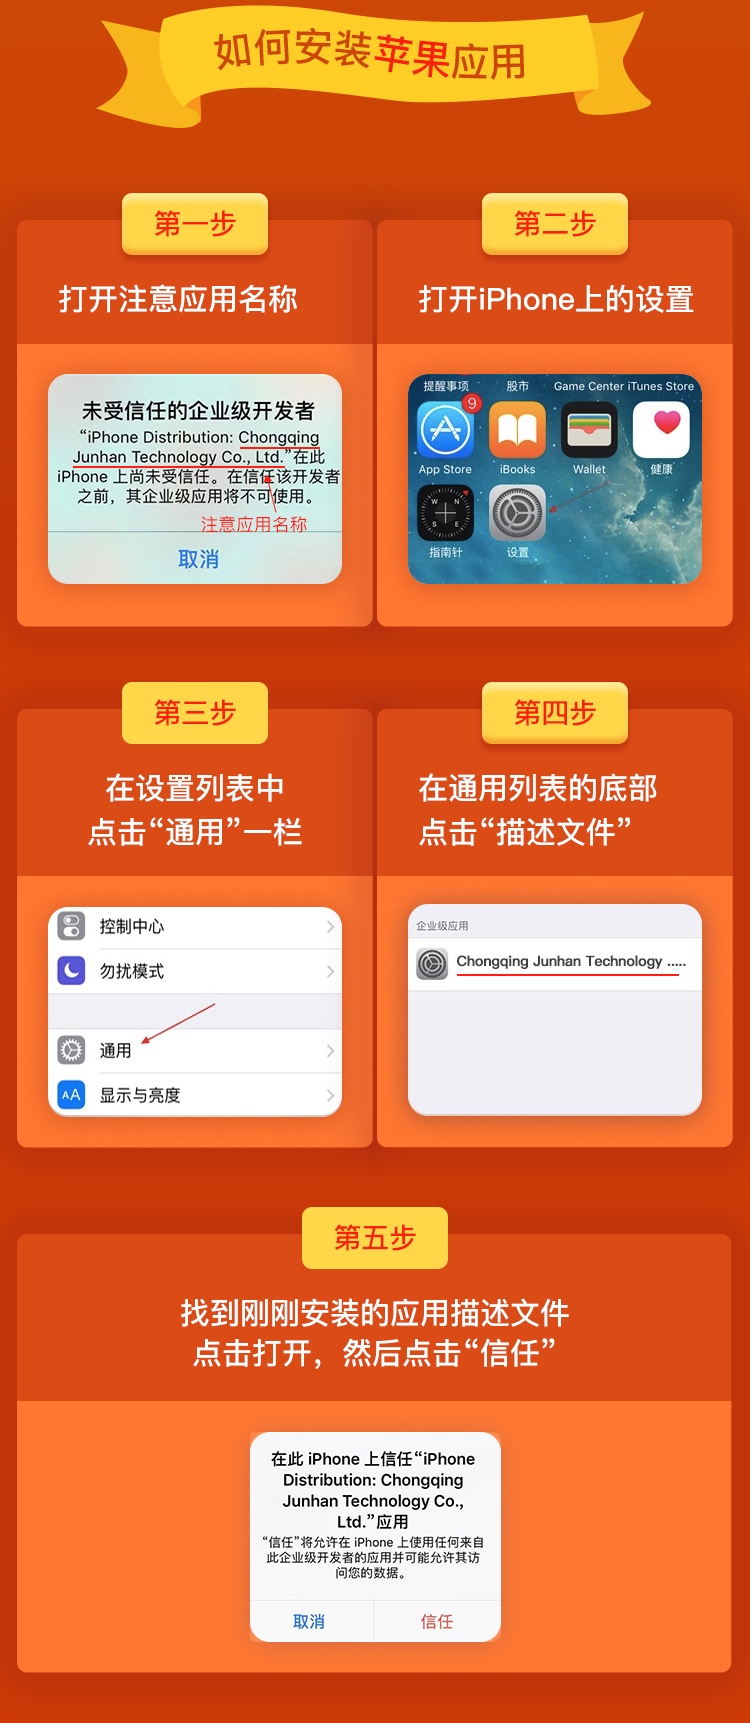 如何安装苹果应用
第一步
打开注意应用名称
未受信任的企业级开发者
“iPhone Distribution: Chongqing
Junhan Technology Co., Ltd.”在此
iPhone 上尚未受信任。在信任该开发者
之前，其企业级应用将不可使用。
注意应用名称
取消
第二步
打开iPhone上的设置
提醒事项
股市
Game Center
iTunes Store
9
App Store
iBooks
Wallet
健康
N
W
E
S
指南针
设置
第三步
在设置列表中
点击“通用”一栏
控制中心
勿扰模式
通用
AA
显示与亮度
第四步
在通用列表的底部
点击“描述文件”
企业级应用
Chongqing Junhan Technology .....
第五步
找到刚刚安装的应用描述文件
点击打开，然后点击“信任”
在此 iPhone 上信任“iPhone
Distribution: Chongqing
Junhan Technology Co.,
Ltd.”应用
“信任”将允许在 iPhone 上使用任何来自
此企业级开发者的应用并可能允许其访
问您的数据。
取消
信任